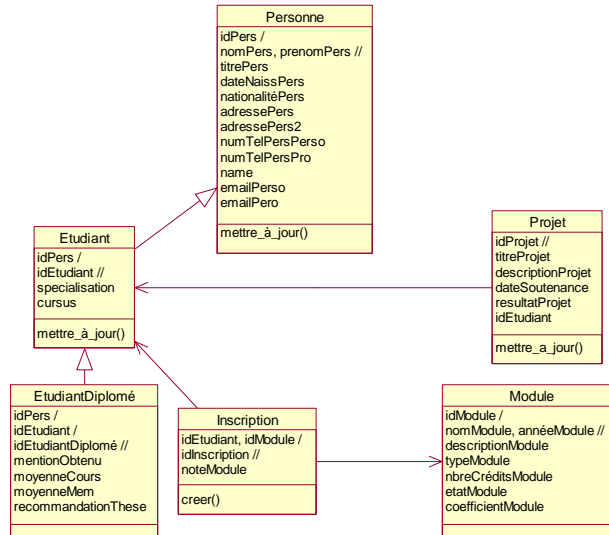 Personne
idPers /
nomPers, prenomPers //
titrePers
dateNaissPers
nationalitéPers
adressePers
adressePers2
numTelPersPerso
numTelPersPro
name
emailPerso
emailPero
mettre_à_jour()
Etudiant
idPers /
idEtudiant //
specialisation
cursus
mettre_à_jour()
Projet
idProjet //
titreProjet
descriptionProjet
dateSoutenance
resultatProjet
idEtudiant
mettre_a_jour()
EtudiantDiplomé
idPers /
idEtudiant /
idEtudiantDiplomé //
mentionObtenu
moyenneCours
moyenneMem
recommandationThese
Inscription
idEtudiant, idModule /
idInscription //
noteModule
creer()
Module
idModule /
nomModule, annéeModule //
descriptionModule
typeModule
nbreCréditsModule
etatModule
coefficientModule